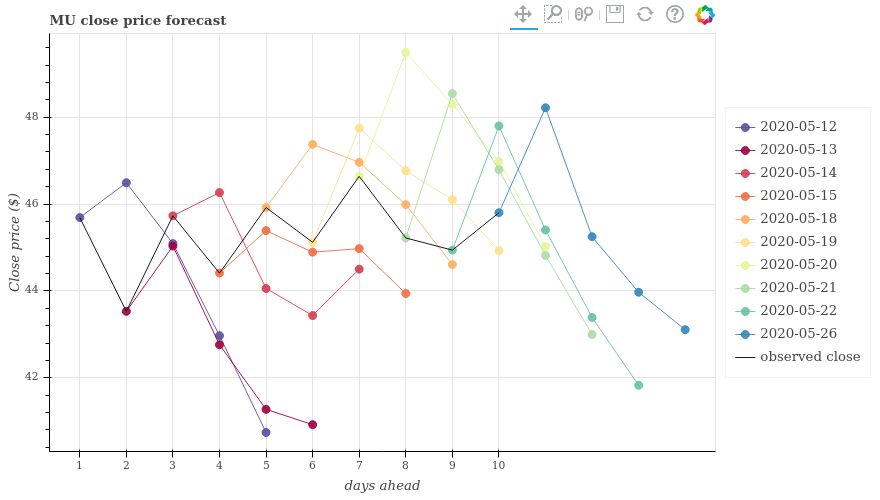 MU close price forecast
48
46
44
42
Close price ($)
1 2 3 4 5 6 7 8 9 10
days ahead
2020-05-12
2020-05-13
2020-05-14
2020-05-15
2020-05-18
2020-05-19
2020-05-20
2020-05-21
2020-05-22
2020-05-26
observed close